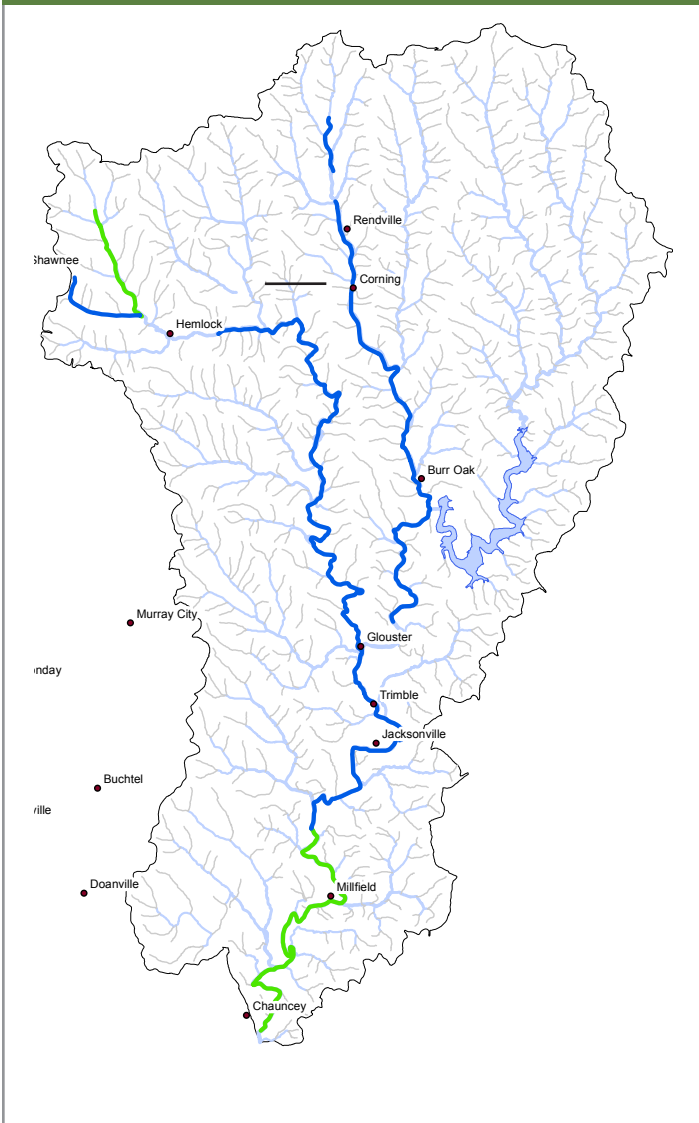 Rendville
Shawnee
Corning
Hemlock
Burr Oak
Murray City
Glouster
onday
Trimble
Jacksonville
Buchtel
ville
Doanville
Millfield
Chauncey